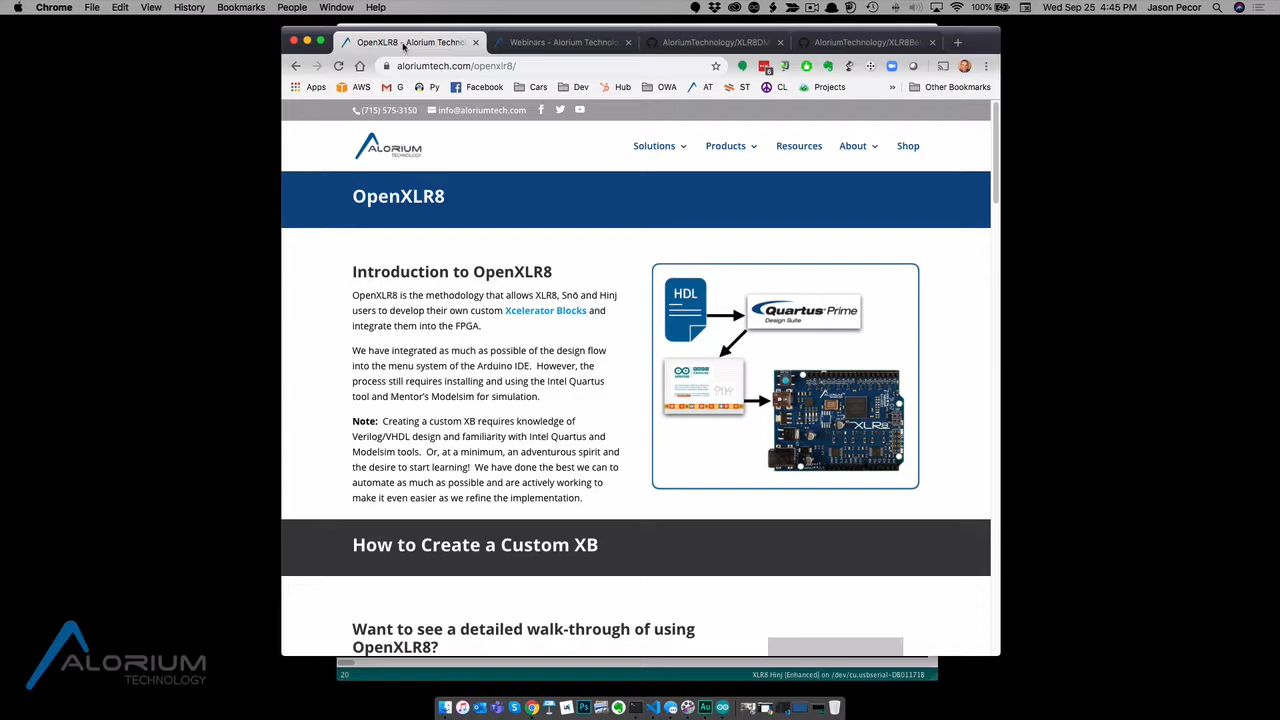 Chrome File Edit View History Bookmarks People Window Help 100% Wed Sep 25 4:45 PM Jason Pecor
OpenXLR8 - Alorium Technol Webinars - Alorium Technolo AloriumTechnology/XLR8DM AloriumTechnology/XLR8Be
aloriumtech.com/openxlr8/
Apps AWS G Py Facebook Cars Dev Hub OWA AT ST CL Projects » Other Bookmarks
(715) 575-3150 info@aloriumtech.com
ALORIUM
TECHNOLOGY
Solutions Products Resources About Shop
OpenXLR8
Introduction to OpenXLR8
OpenXLR8 is the methodology that allows XLR8, Snō and Hinj
users to develop their own custom Xcelerator Blocks and
integrate them into the FPGA.
We have integrated as much as possible of the design flow
into the menu system of the Arduino IDE. However, the
process still requires installing and using the Intel Quartus
tool and Mentor's Modelsim for simulation.
Note: Creating a custom XB requires knowledge of
Verilog/VHDL design and familiarity with Intel Quartus and
Modelsim tools. Or, at a minimum, an adventurous spirit and
the desire to start learning! We have done the best we can to
automate as much as possible and are actively working to
make it even easier as we refine the implementation.
HDL
Quartus Prime
Design Suite
XLR8
How to Create a Custom XB
Want to see a detailed walk-through of using
OpenXLR8?
20 XLR8 Hinj [Enhanced] on /dev/cu.usbserial-DB011718
ALORIUM
TECHNOLOGY